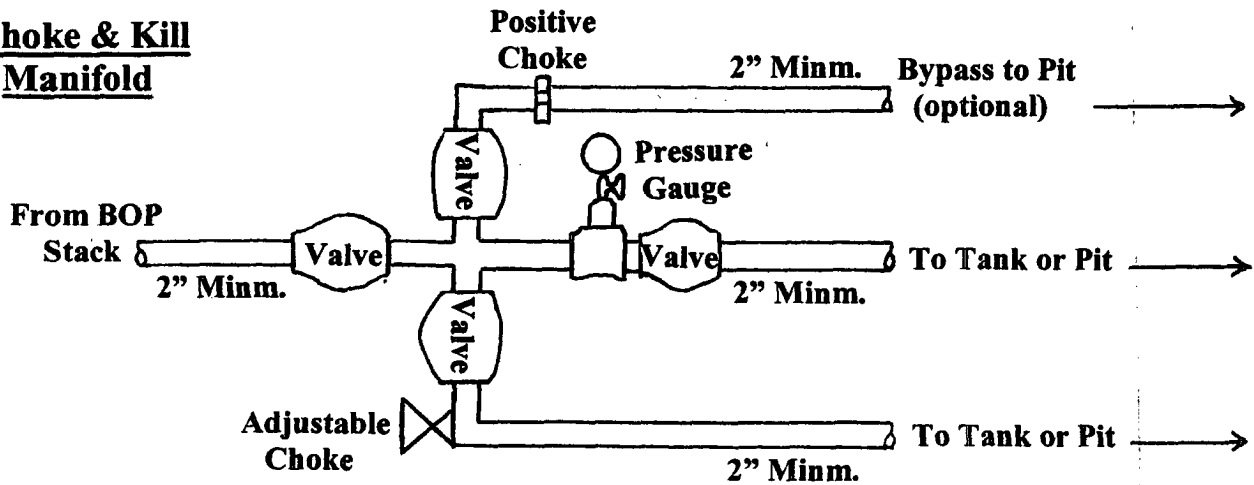 hoke & Kill
Manifold
Positive
Choke
2” Minm.
Bypass to Pit
(optional)
Valve
Pressure
Gauge
From BOP
Stack
Valve
Valve
To Tank or Pit
2” Minm.
2” Minm.
Valve
Adjustable
Choke
To Tank or Pit
2” Minm.